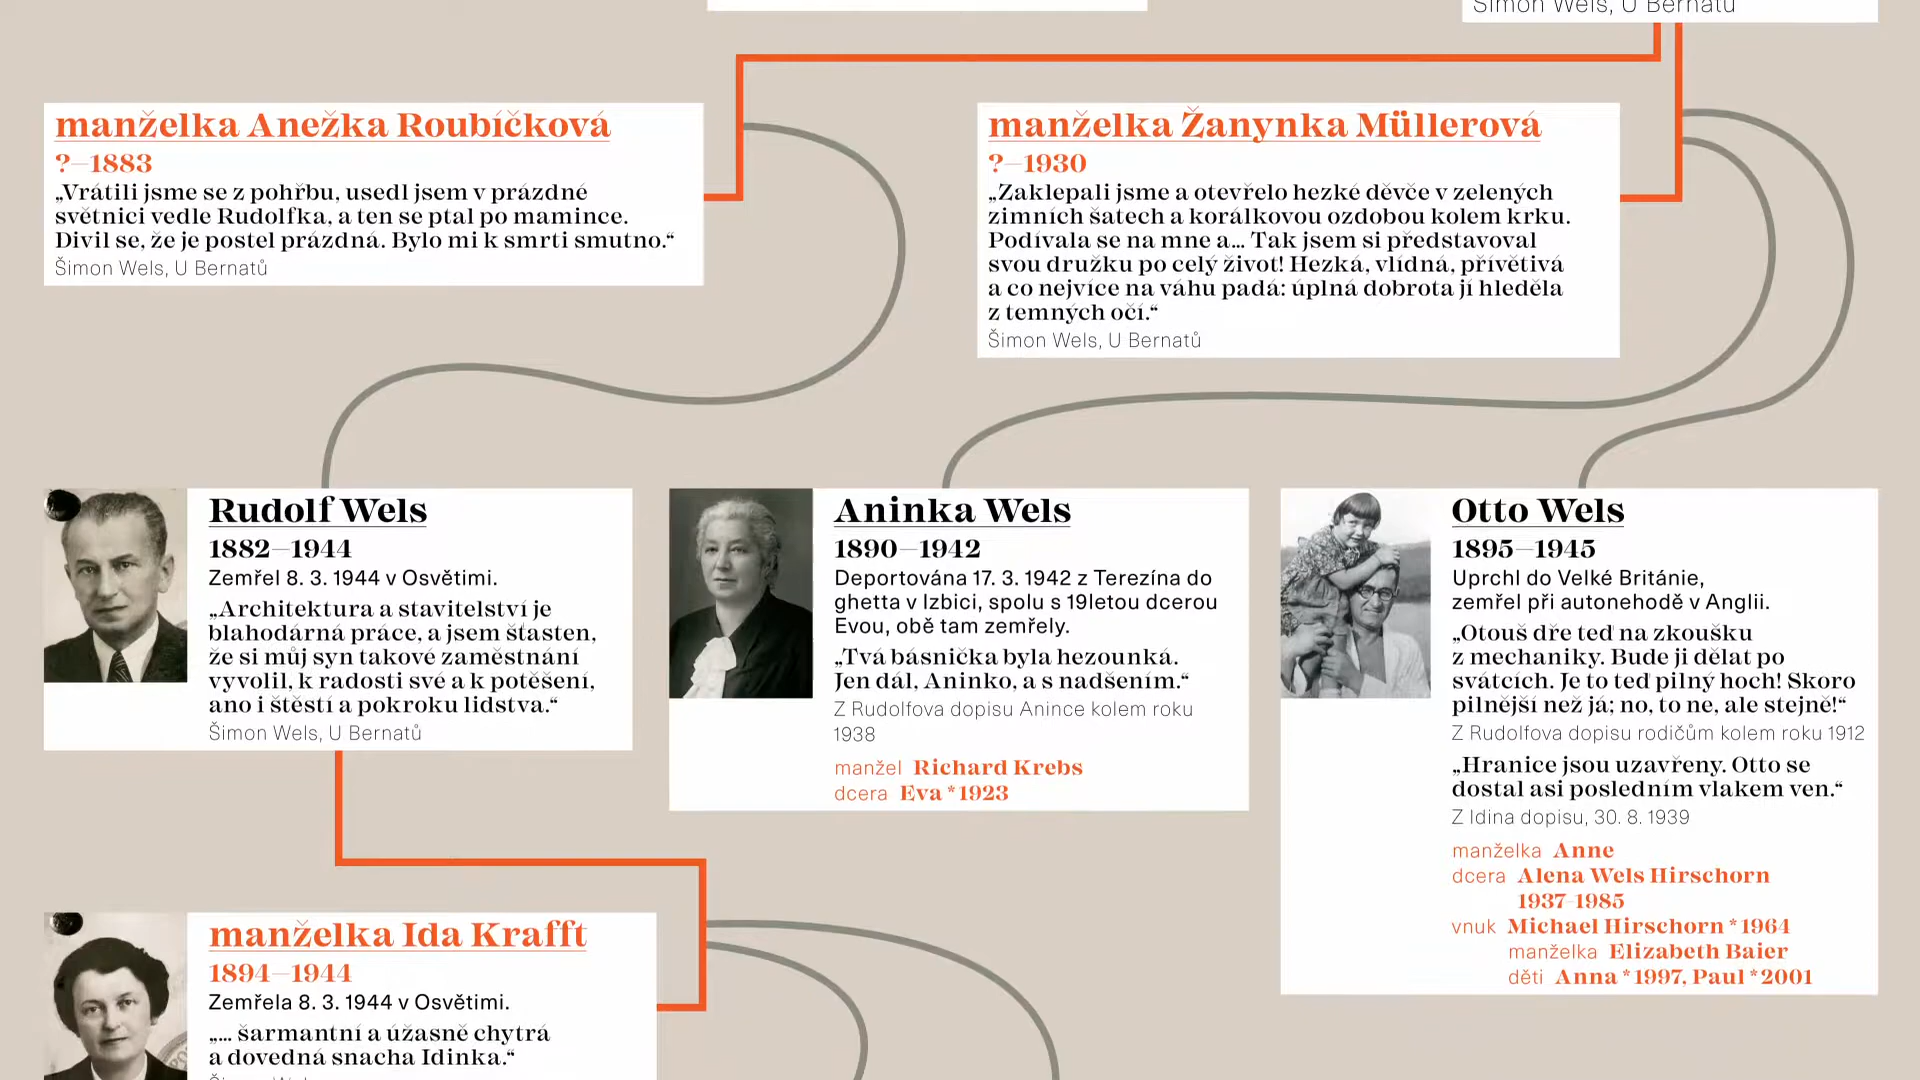 Šimon Wels, U Bernatů
manželka Anežka Roubíčková
?—1883
„Vrátili jsme se z pohřbu, usedl jsem v prázdné
světnici vedle Rudolfka, a ten se ptal po mamince.
Divil se, že je postel prázdná. Bylo mi k smrti smutno.“
Šimon Wels, U Bernatů
manželka Žanynka Müllerová
?—1930
„Zaklepali jsme a otevřelo hezké děvče v zelených
zimních šatech a korálkovou ozdobou kolem krku.
Podívala se na mne a… Tak jsem si představoval
svou družku po celý život! Hezká, vlídná, přívětivá
a co nejvíce na váhu padá: úplná dobrota jí hleděla
z temných očí.“
Šimon Wels, U Bernatů
Rudolf Wels
1882—1944
Zemřel 8. 3. 1944 v Osvětimi.
„Architektura a stavitelství je
blahodárná práce, a jsem šťasten,
že si můj syn takové zaměstnání
vyvolil, k radosti své a k potěšení,
ano i štěstí a pokroku lidstva.“
Šimon Wels, U Bernatů
Aninka Wels
1890—1942
Deportována 17. 3. 1942 z Terezína do
ghetta v Izbici, spolu s 19letou dcerou
Evou, obě tam zemřely.
„Tvá básnička byla hezounká.
Jen dál, Aninko, a s nadšením.“
Z Rudolfova dopisu Anince kolem roku
1938
manžel Richard Krebs
dcera Eva *1923
Otto Wels
1895—1945
Uprchl do Velké Británie,
zemřel při autonehodě v Anglii.
„Otouš dře teď na zkoušku
z mechaniky. Bude ji dělat po
svátcích. Je to teď pilný hoch! Skoro
pilnější než já; no, to ne, ale stejně!“
Z Rudolfova dopisu rodičům kolem roku 1912
„Hranice jsou uzavřeny. Otto se
dostal asi posledním vlakem ven.“
Z Idina dopisu, 30. 8. 1939
manželka Anne
dcera Alena Wels Hirschorn
1937–1985
vnuk Michael Hirschorn *1964
manželka Elizabeth Baier
děti Anna *1997, Paul *2001
manželka Ida Krafft
1894—1944
Zemřela 8. 3. 1944 v Osvětimi.
„… šarmantní a úžasně chytrá
a dovedná snacha Idinka.“